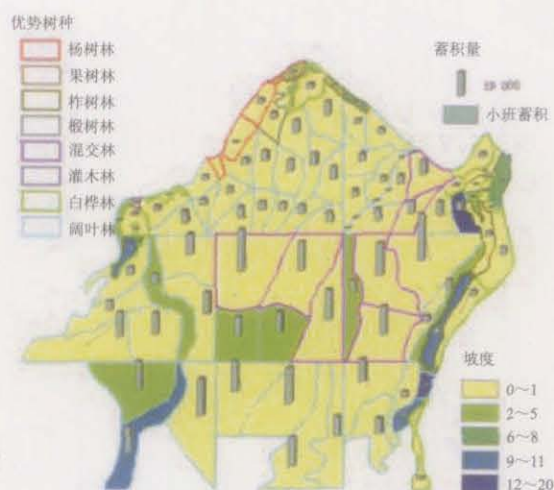 优势树种
杨树林
果树林
柞树林
椴树林
混交林
灌木林
白桦林
阔叶林
蓄积量
小班蓄积
坡度
0～1
2～5
6～8
9～11
12～20